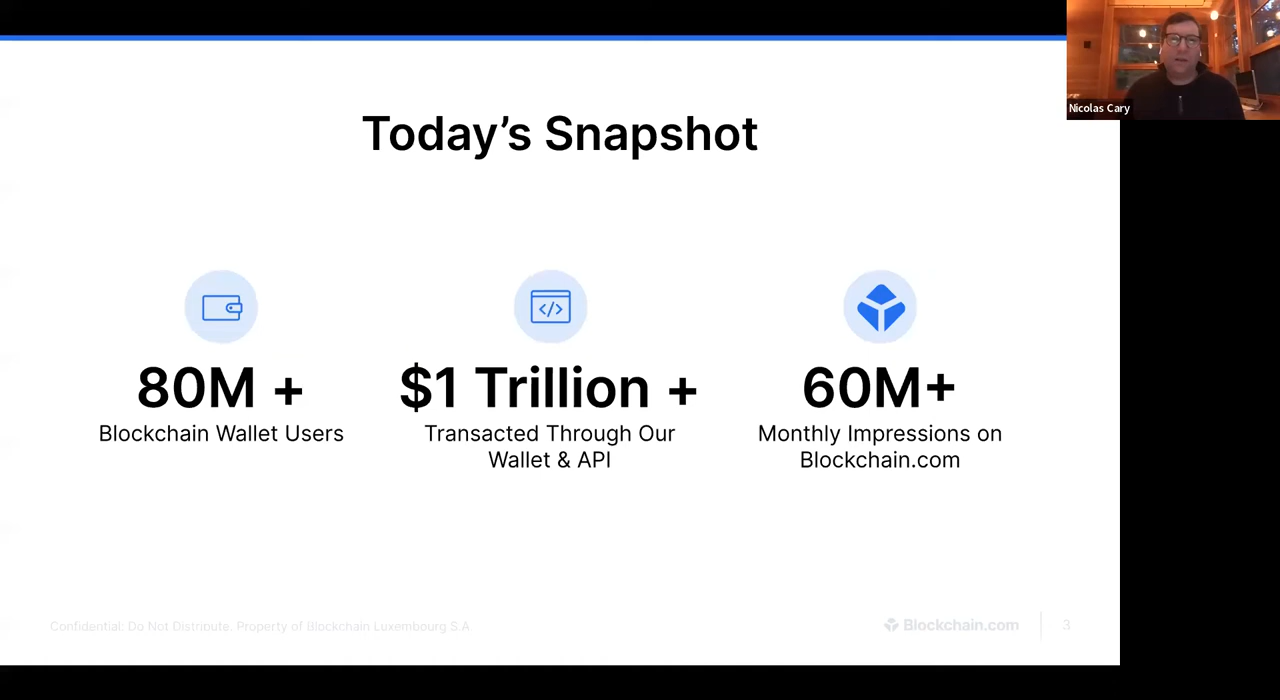 Nicolas Cary
Today's Snapshot
</>
80M +
$1 Trillion +
60M+
Blockchain Wallet Users
Transacted Through Our
Wallet & API
Monthly Impressions on
Blockchain.com
Confidential: Do Not Distribute. Property of Blockchain Luxembourg S.A.
Blockchain.com
3